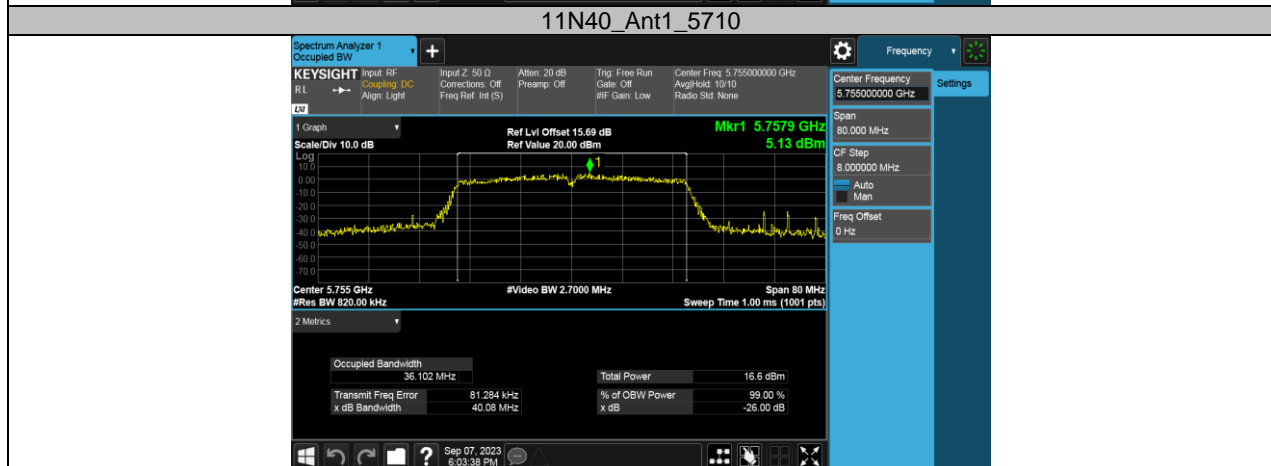 11N40_Ant1_5710
Spectrum Analyzer 1
Occupied BW
Frequency
KEYSIGHT
RL
LXI
Input: RF
Coupling: DC
Align: Light
Input Z: 50 Ω
Corrections: Off
Freq Ref: Int (S)
Atten: 20 dB
Preamp: Off
Trig: Free Run
Gate: Off
#IF Gain: Low
Center Freq: 5.755000000 GHz
Avg|Hold: 10/10
Radio Std: None
Center Frequency
5.755000000 GHz
Settings
Span
80.000 MHz
CF Step
8.000000 MHz
Auto
Man
Freq Offset
0 Hz
1 Graph
Scale/Div 10.0 dB
Ref Lvl Offset 15.69 dB
Ref Value 20.00 dBm
Mkr1 5.7579 GHz
5.13 dBm
Log
10.0
0.00
-10.0
-20.0
-30.0
-40.0
-50.0
-60.0
-70.0
1
Center 5.755 GHz
#Res BW 820.00 kHz
#Video BW 2.7000 MHz
Span 80 MHz
Sweep Time 1.00 ms (1001 pts)
2 Metrics
Occupied Bandwidth
36.102 MHz
Total Power 16.6 dBm
Transmit Freq Error 81.284 kHz
% of OBW Power 99.00 %
x dB Bandwidth 40.08 MHz
x dB -26.00 dB
?
Sep 07, 2023
6:03:38 PM